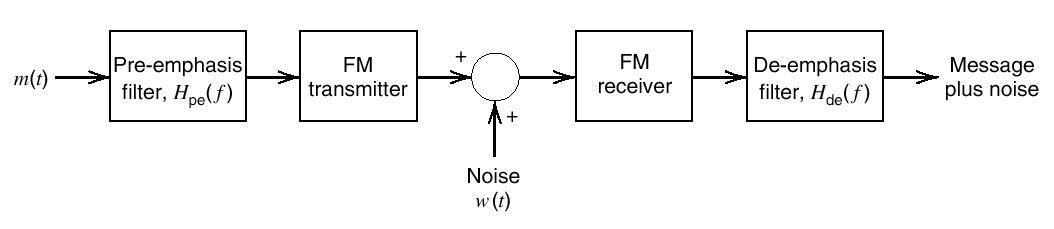 m(t)
Pre-emphasis
filter, Hpe(f)
FM
transmitter
+
+
Noise
w(t)
FM
receiver
De-emphasis
filter, Hde(f)
Message
plus noise